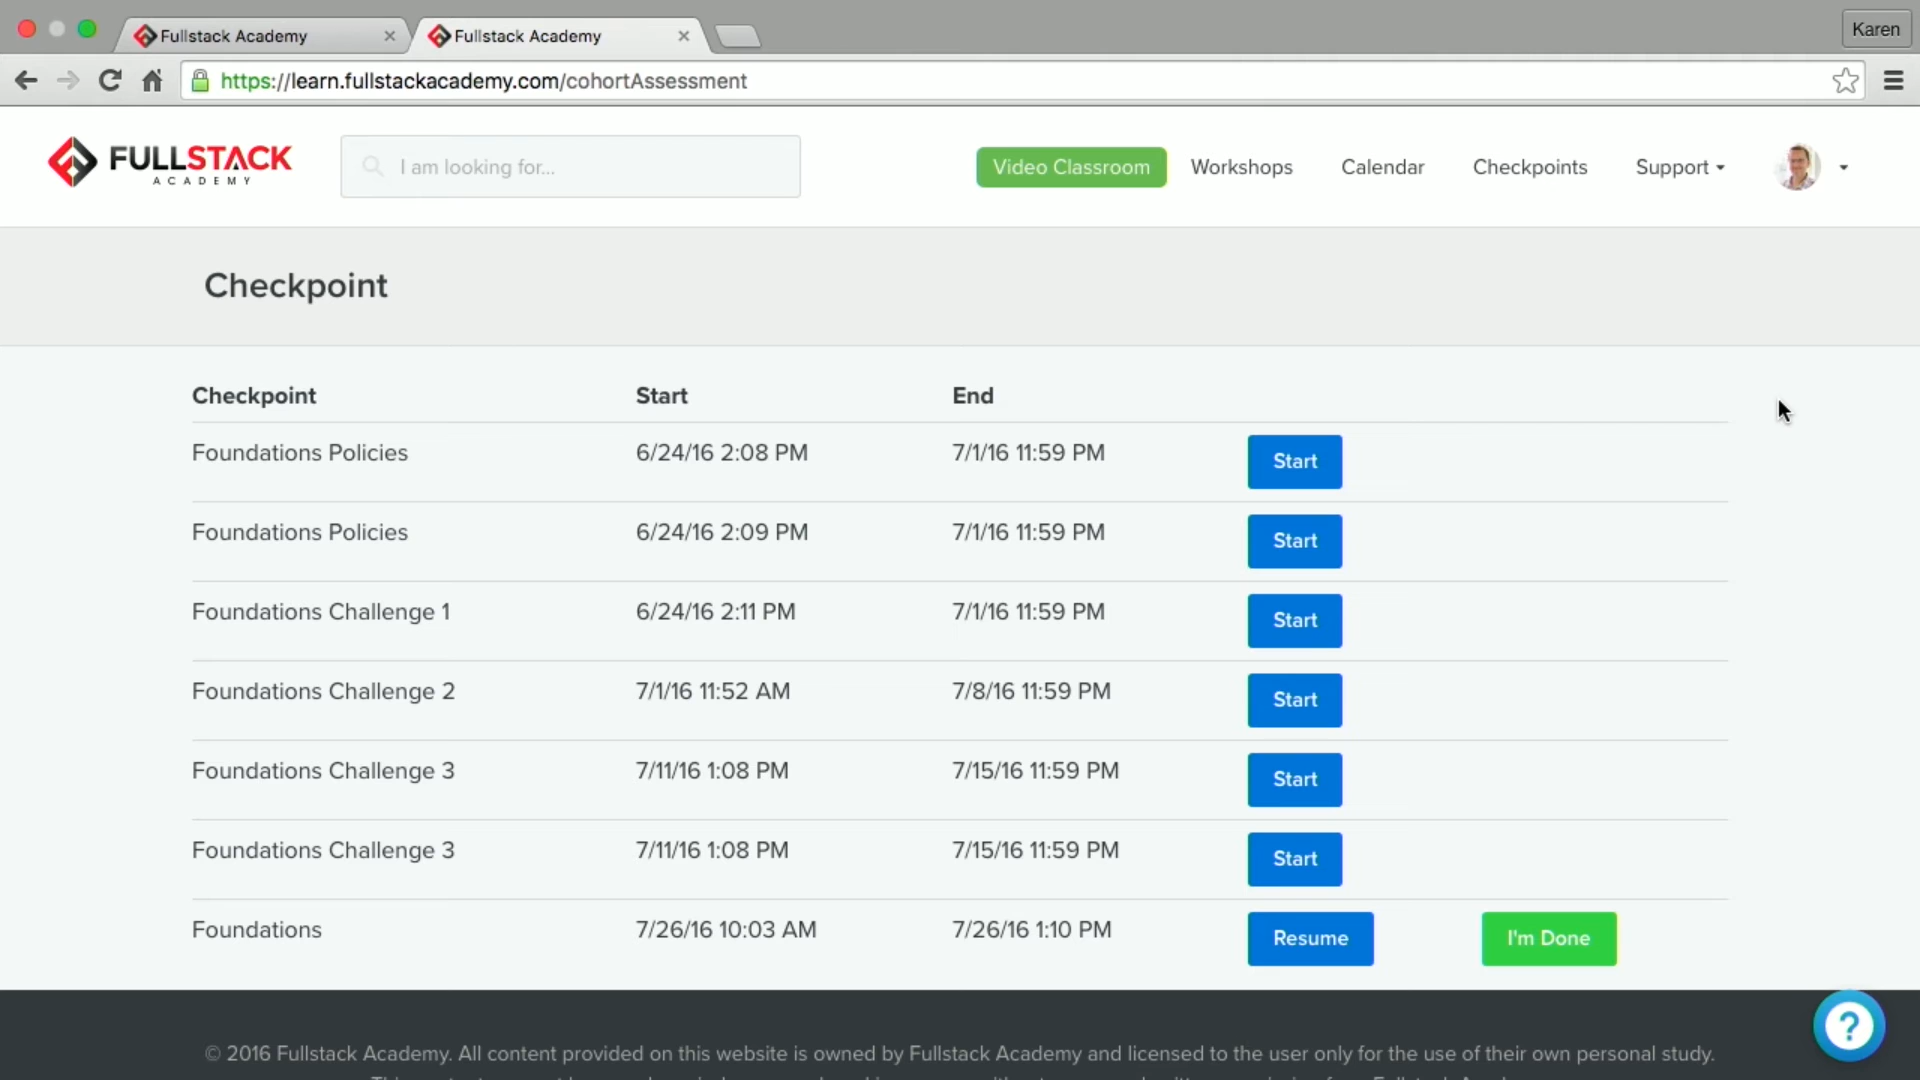 Fullstack Academy
Fullstack Academy
Karen
https://learn.fullstackacademy.com/cohortAssessment
FULLSTACK
ACADEMY
I am looking for...
Video Classroom
Workshops
Calendar
Checkpoints
Support
Checkpoint
Checkpoint Start End
Foundations Policies 6/24/16 2:08 PM 7/1/16 11:59 PM Start
Foundations Policies 6/24/16 2:09 PM 7/1/16 11:59 PM Start
Foundations Challenge 1 6/24/16 2:11 PM 7/1/16 11:59 PM Start
Foundations Challenge 2 7/1/16 11:52 AM 7/8/16 11:59 PM Start
Foundations Challenge 3 7/11/16 1:08 PM 7/15/16 11:59 PM Start
Foundations Challenge 3 7/11/16 1:08 PM 7/15/16 11:59 PM Start
Foundations 7/26/16 10:03 AM 7/26/16 1:10 PM Resume I'm Done
?
© 2016 Fullstack Academy. All content provided on this website is owned by Fullstack Academy and licensed to the user only for the use of their own personal study.